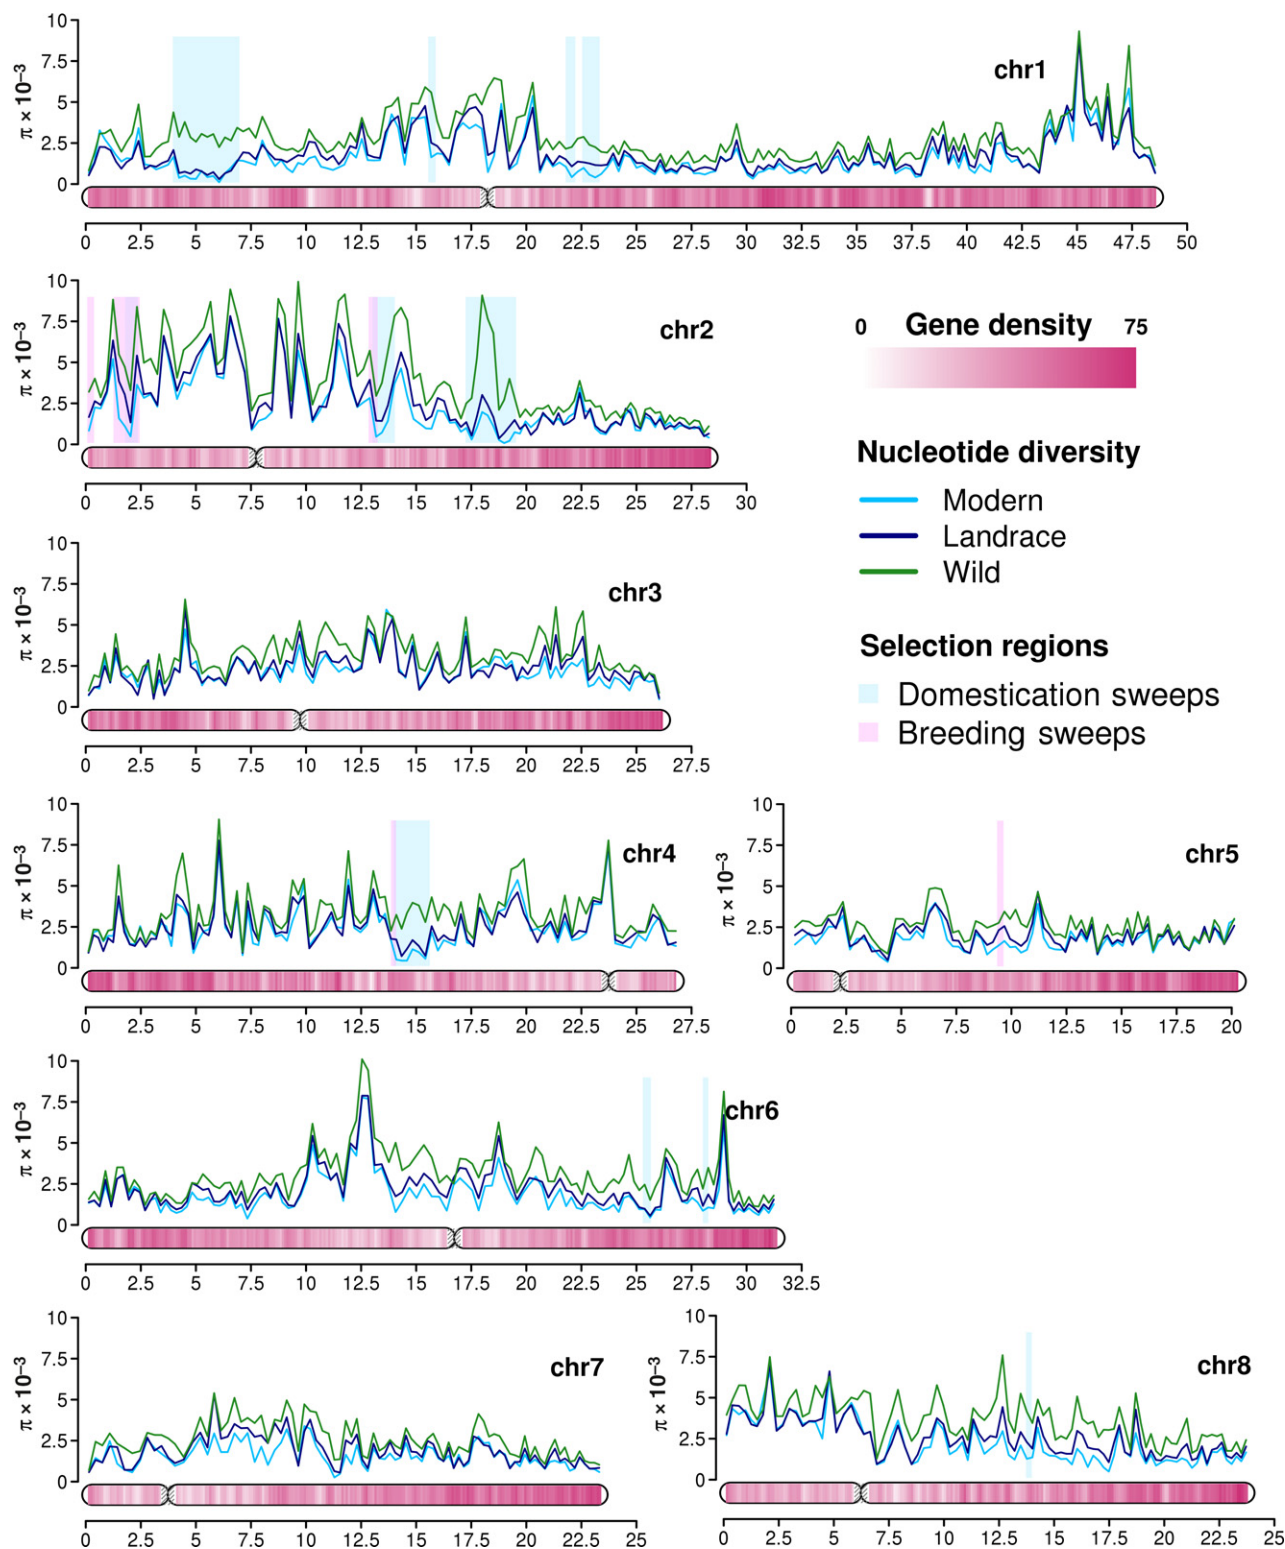 10
7.5
5
2.5
0
π × 10⁻³
chr1
0 2.5 5 7.5 10 12.5 15 17.5 20 22.5 25 27.5 30 32.5 35 37.5 40 42.5 45 47.5 50
10
7.5
5
2.5
0
π × 10⁻³
chr2
0 2.5 5 7.5 10 12.5 15 17.5 20 22.5 25 27.5 30
0 Gene density 75
Nucleotide diversity
Modern
Landrace
Wild
Selection regions
Domestication sweeps
Breeding sweeps
10
7.5
5
2.5
0
π × 10⁻³
chr3
0 2.5 5 7.5 10 12.5 15 17.5 20 22.5 25 27.5
10
7.5
5
2.5
0
π × 10⁻³
chr4
0 2.5 5 7.5 10 12.5 15 17.5 20 22.5 25 27.5
10
7.5
5
2.5
0
π × 10⁻³
chr5
0 2.5 5 7.5 10 12.5 15 17.5 20
10
7.5
5
2.5
0
π × 10⁻³
chr6
0 2.5 5 7.5 10 12.5 15 17.5 20 22.5 25 27.5 30 32.5
10
7.5
5
2.5
0
π × 10⁻³
chr7
0 2.5 5 7.5 10 12.5 15 17.5 20 22.5 25
10
7.5
5
2.5
0
π × 10⁻³
chr8
0 2.5 5 7.5 10 12.5 15 17.5 20 22.5 25